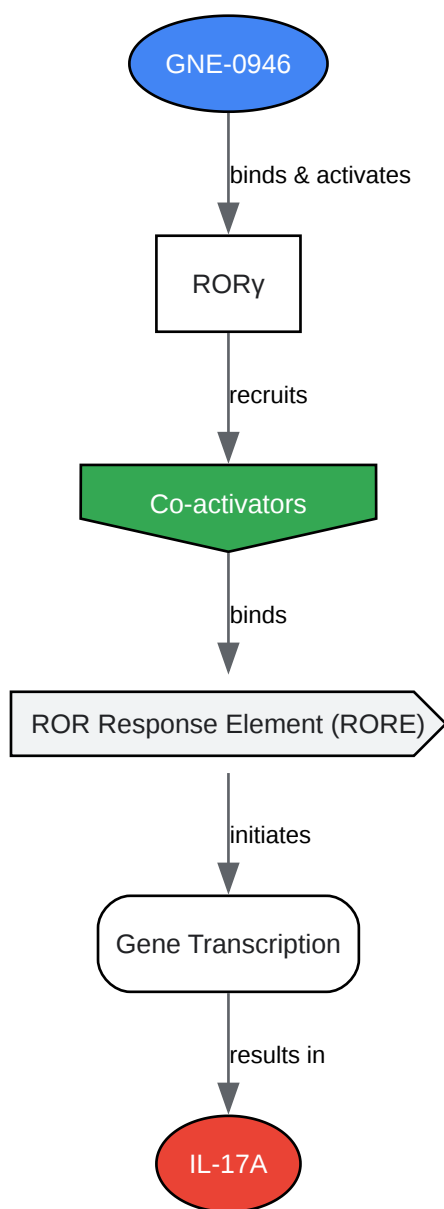 GNE-0946
binds & activates
RORγ
recruits
Co-activators
binds
ROR Response Element (RORE)
initiates
Gene Transcription
results in
IL-17A